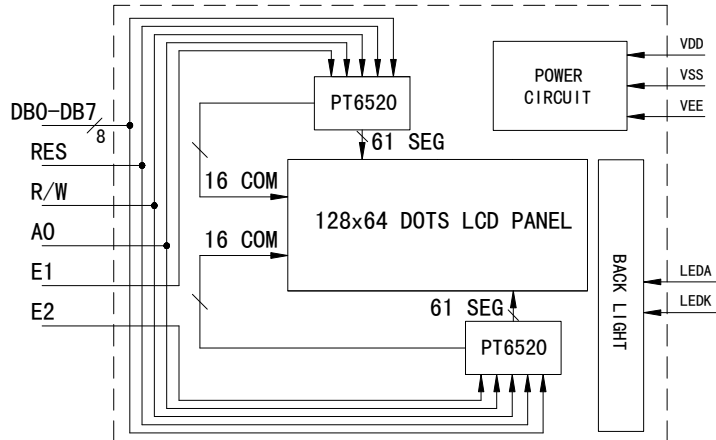 DB0-DB7
8
RES
R/W
A0
E1
E2
PT6520
61 SEG
16 COM
16 COM
128x64 DOTS LCD PANEL
61 SEG
PT6520
POWER
CIRCUIT
VDD
VSS
VEE
BACK LIGHT
LEDA
LEDK